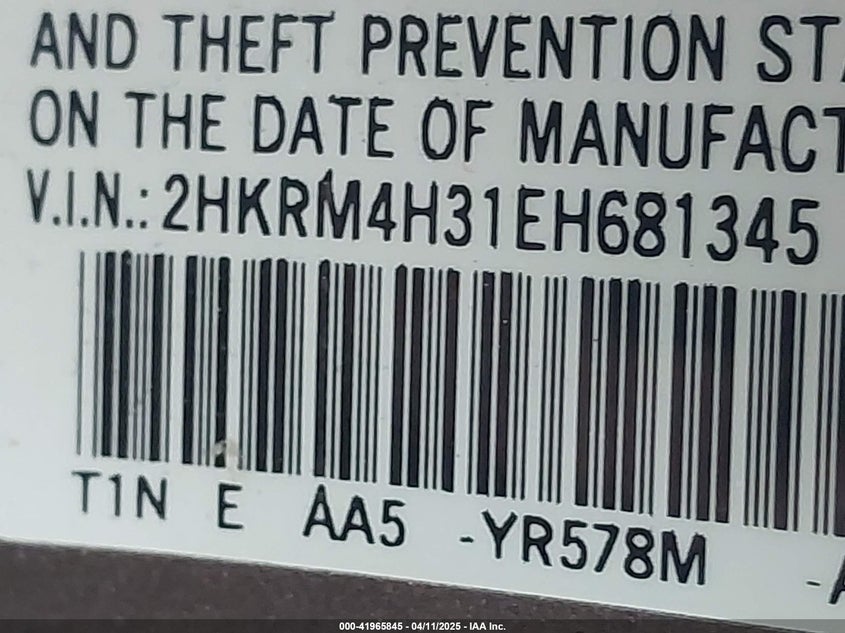 AND THEFT PREVENTION ST
ON THE DATE OF MANUFACT
V.I.N.: 2HKRM4H31EH681345
T1N E AA5 -YR578M -A
000-41965845 - 04/11/2025 - IAA Inc.